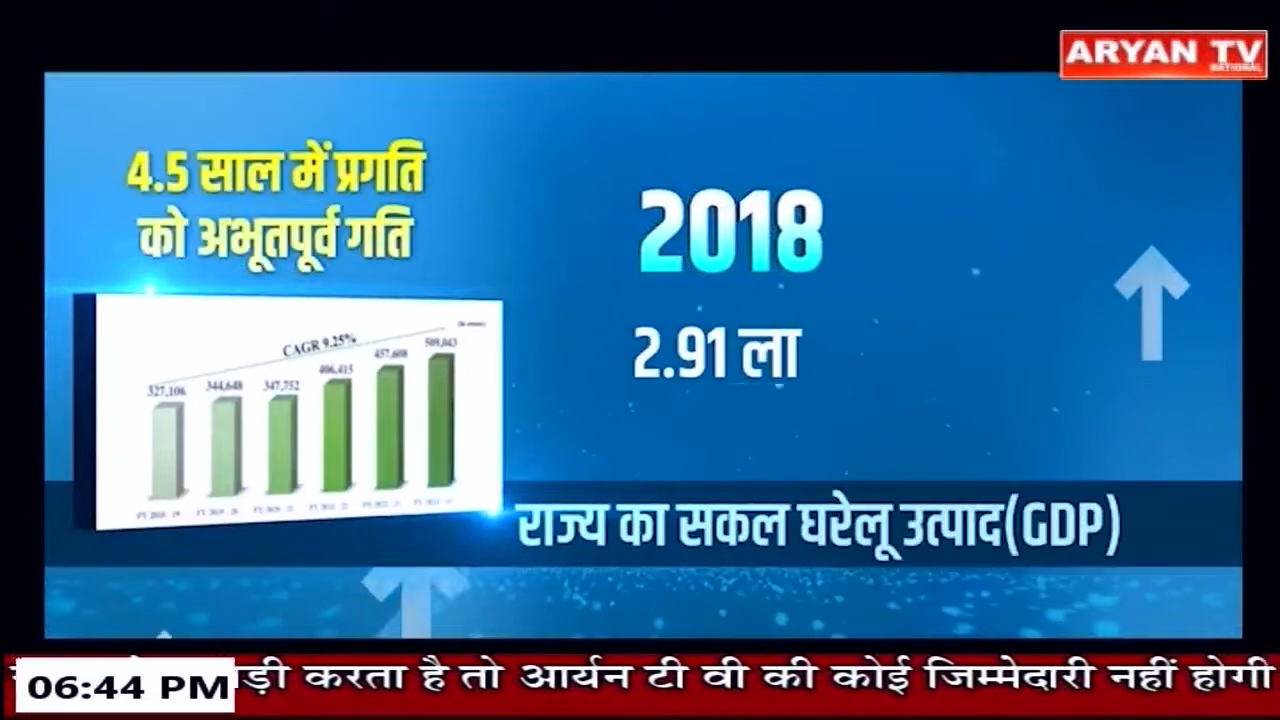 ARYAN TV
NATIONAL
4.5 साल में प्रगति
को अभूतपूर्व गति
2018
2.91 ला
CAGR 9.25%
327,106 344,648 347,752 406,415 457,608 509,043
राज्य का सकल घरेलू उत्पाद(GDP)
06:44 PM
ड़ी करता है तो आर्यन टी वी की कोई जिम्मेदारी नहीं होगी